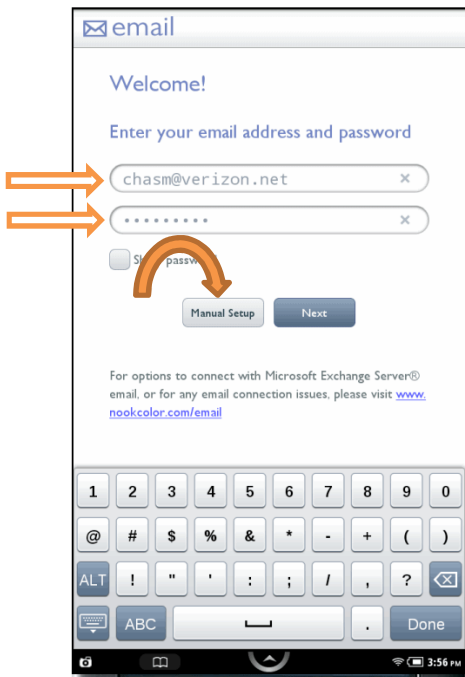 email
Welcome!
Enter your email address and password
chasm@verizon.net ×
••••••••• ×
Manual Setup Next
For options to connect with Microsoft Exchange Server®
email, or for any email connection issues, please visit www.
nookcolor.com/email
1 2 3 4 5 6 7 8 9 0
@ # $ % & * - + ( )
ALT ! " ' : ; / , ?
ABC . Done
3:56 PM